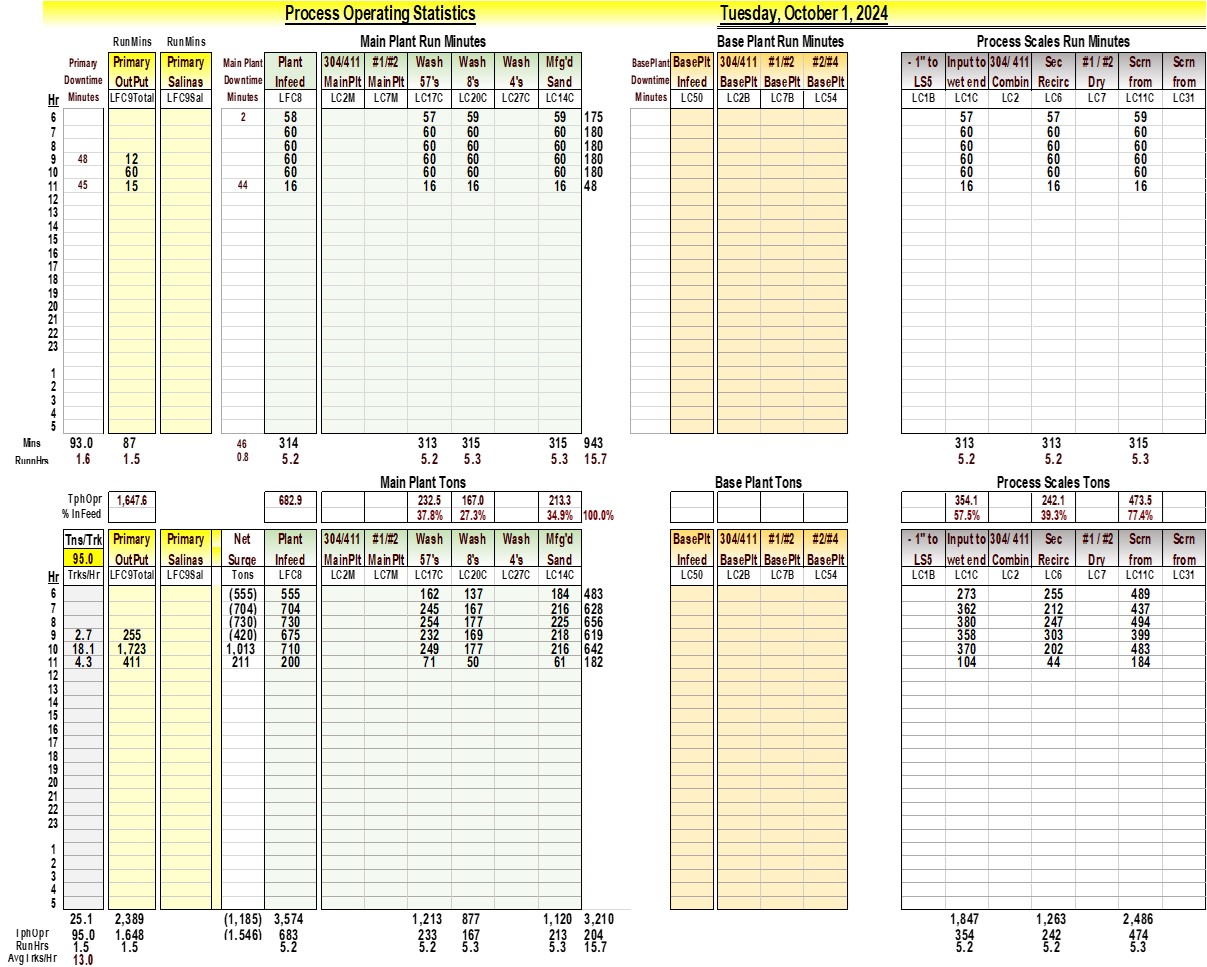 Process Operating Statistics Tuesday, October 1, 2024
RunMins RunMins Main Plant Run Minutes Base Plant Run Minutes Process Scales Run Minutes
Primary Primary Primary Main Plant Plant 304/411 #1/#2 Wash Wash Wash Mfg'd BasePlant BasePlt 304/411 #1/#2 #2/#4 - 1" to Input to 304/ 411 Sec #1 / #2 Scrn Scrn
Downtime OutPut Salinas Downtime Infeed MainPlt MainPlt 57's 8's 4's Sand Downtime Infeed BasePlt BasePlt BasePlt LS5 wet end Combin Recirc Dry from from
Hr Minutes LFC9Total LFC9Sal Minutes LFC8 LC2M LC7M LC17C LC20C LC27C LC14C Minutes LC50 LC2B LC7B LC54 LC1B LC1C LC2 LC6 LC7 LC11C LC31
6 2 58 57 59 59 175 57 57 59
7 60 60 60 60 180 60 60 60
8 60 60 60 60 180 60 60 60
9 48 12 60 60 60 60 180 60 60 60
10 60 60 60 60 60 180 60 60 60
11 45 15 44 16 16 16 16 48 16 16 16
12
13
14
15
16
17
18
19
20
21
22
23
1
2
3
4
5
Mins 93.0 87 46 314 313 315 315 943 313 313 315
RunnHrs 1.6 1.5 0.8 5.2 5.2 5.3 5.3 15.7 5.2 5.2 5.3
Main Plant Tons Base Plant Tons Process Scales Tons
TphOpr 1,647.6 682.9 232.5 167.0 213.3 354.1 242.1 473.5
% InFeed 37.8% 27.3% 34.9% 100.0% 57.5% 39.3% 77.4%
Tns/Trk Primary Primary Net Plant 304/411 #1/#2 Wash Wash Wash Mfg'd BasePlt 304/411 #1/#2 #2/#4 - 1" to Input to 304/ 411 Sec #1 / #2 Scrn Scrn
95.0 OutPut Salinas Surge Infeed MainPlt MainPlt 57's 8's 4's Sand Infeed BasePlt BasePlt BasePlt LS5 wet end Combin Recirc Dry from from
Hr Trks/Hr LFC9Total LFC9Sal Tons LFC8 LC2M LC7M LC17C LC20C LC27C LC14C LC50 LC2B LC7B LC54 LC1B LC1C LC2 LC6 LC7 LC11C LC31
6 (555) 555 162 137 184 483 273 255 489
7 (704) 704 245 167 216 628 362 212 437
8 (730) 730 254 177 225 656 380 247 494
9 2.7 255 (420) 675 232 169 218 619 358 303 399
10 18.1 1,723 1,013 710 249 177 216 642 370 202 483
11 4.3 411 211 200 71 50 61 182 104 44 184
12
13
14
15
16
17
18
19
20
21
22
23
1
2
3
4
5
25.1 2,389 (1,185) 3,574 1,213 877 1,120 3,210 1,847 1,263 2,486
TphOpr 95.0 1,648 (1,546) 683 233 167 213 204 354 242 474
RunHrs 1.5 1.5 5.2 5.2 5.3 5.3 15.7 5.2 5.2 5.3
AvgTrks/Hr 13.0